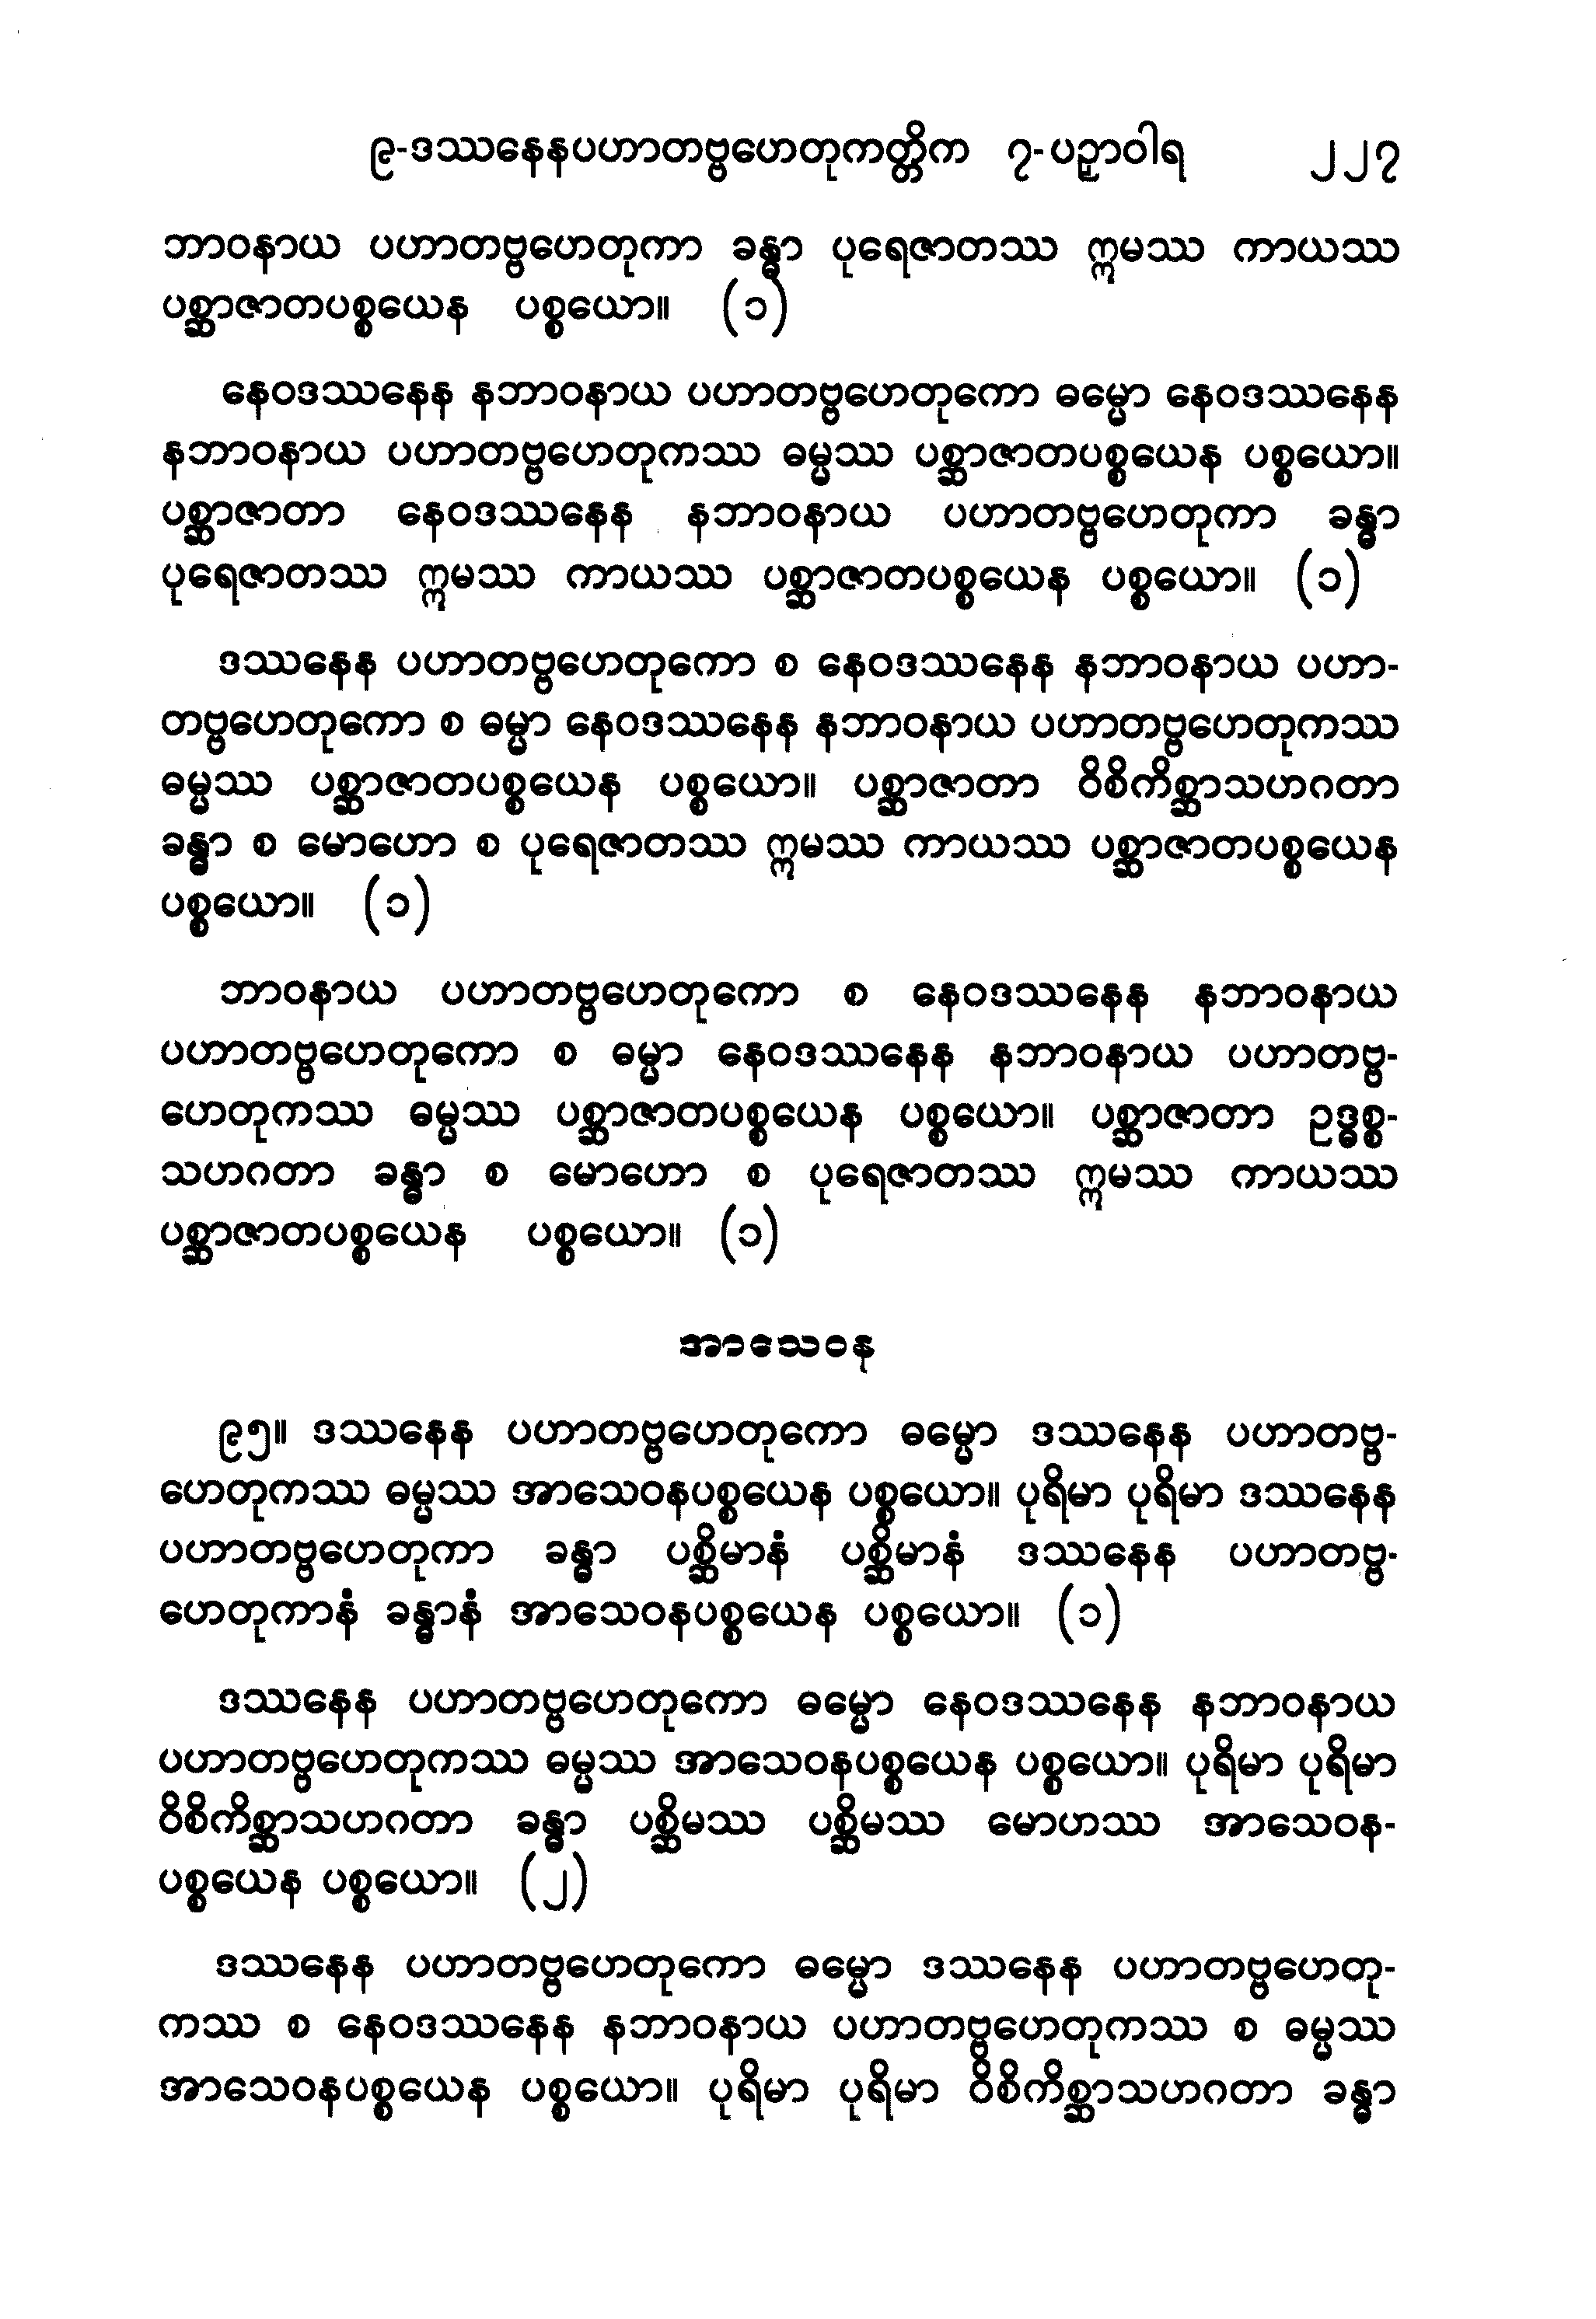 ၉-ဒဿနေနပဟာတဗ္ဗဟေတုကတ္တိက ၇-ပဉှာဝါရ ၂၂၇
ဘာဝနာယ ပဟာတဗ္ဗဟေတုကာ ခန္ဓာ ပုရေဇာတဿ ဣမဿ ကာယဿ
ပစ္ဆာဇာတပစ္စယေန ပစ္စယော။ (၁)
နေဝဒဿနေန နဘာဝနာယ ပဟာတဗ္ဗဟေတုကော ဓမ္မော နေဝဒဿနေန
နဘာဝနာယ ပဟာတဗ္ဗဟေတုကဿ ဓမ္မဿ ပစ္ဆာဇာတပစ္စယေန ပစ္စယော။
ပစ္ဆာဇာတာ နေဝဒဿနေန နဘာဝနာယ ပဟာတဗ္ဗဟေတုကာ ခန္ဓာ
ပုရေဇာတဿ ဣမဿ ကာယဿ ပစ္ဆာဇာတပစ္စယေန ပစ္စယော။ (၁)
ဒဿနေန ပဟာတဗ္ဗဟေတုကော စ နေဝဒဿနေန နဘာဝနာယ ပဟာ-
တဗ္ဗဟေတုကော စ ဓမ္မာ နေဝဒဿနေန နဘာဝနာယ ပဟာတဗ္ဗဟေတုကဿ
ဓမ္မဿ ပစ္ဆာဇာတပစ္စယေန ပစ္စယော။ ပစ္ဆာဇာတာ ဝိစိကိစ္ဆာသဟဂတာ
ခန္ဓာ စ မောဟော စ ပုရေဇာတဿ ဣမဿ ကာယဿ ပစ္ဆာဇာတပစ္စယေန
ပစ္စယော။ (၁)
ဘာဝနာယ ပဟာတဗ္ဗဟေတုကော စ နေဝဒဿနေန နဘာဝနာယ
ပဟာတဗ္ဗဟေတုကော စ ဓမ္မာ နေဝဒဿနေန နဘာဝနာယ ပဟာတဗ္ဗ-
ဟေတုကဿ ဓမ္မဿ ပစ္ဆာဇာတပစ္စယေန ပစ္စယော။ ပစ္ဆာဇာတာ ဥဒ္ဓစ္စ-
သဟဂတာ ခန္ဓာ စ မောဟော စ ပုရေဇာတဿ ဣမဿ ကာယဿ
ပစ္ဆာဇာတပစ္စယေန ပစ္စယော။ (၁)
အာသေဝန
၉၅။ ဒဿနေန ပဟာတဗ္ဗဟေတုကော ဓမ္မော ဒဿနေန ပဟာတဗ္ဗ-
ဟေတုကဿ ဓမ္မဿ အာသေဝနပစ္စယေန ပစ္စယော။ ပုရိမာ ပုရိမာ ဒဿနေန
ပဟာတဗ္ဗဟေတုကာ ခန္ဓာ ပစ္ဆိမာနံ ပစ္ဆိမာနံ ဒဿနေန ပဟာတဗ္ဗ-
ဟေတုကာနံ ခန္ဓာနံ အာသေဝနပစ္စယေန ပစ္စယော။ (၁)
ဒဿနေန ပဟာတဗ္ဗဟေတုကော ဓမ္မော နေဝဒဿနေန နဘာဝနာယ
ပဟာတဗ္ဗဟေတုကဿ ဓမ္မဿ အာသေဝနပစ္စယေန ပစ္စယော။ ပုရိမာ ပုရိမာ
ဝိစိကိစ္ဆာသဟဂတာ ခန္ဓာ ပစ္ဆိမဿ ပစ္ဆိမဿ မောဟဿ အာသေဝန-
ပစ္စယေန ပစ္စယော။ (၂)
ဒဿနေန ပဟာတဗ္ဗဟေတုကော ဓမ္မော ဒဿနေန ပဟာတဗ္ဗဟေတု-
ကဿ စ နေဝဒဿနေန နဘာဝနာယ ပဟာတဗ္ဗဟေတုကဿ စ ဓမ္မဿ
အာသေဝနပစ္စယေန ပစ္စယော။ ပုရိမာ ပုရိမာ ဝိစိကိစ္ဆာသဟဂတာ ခန္ဓာ